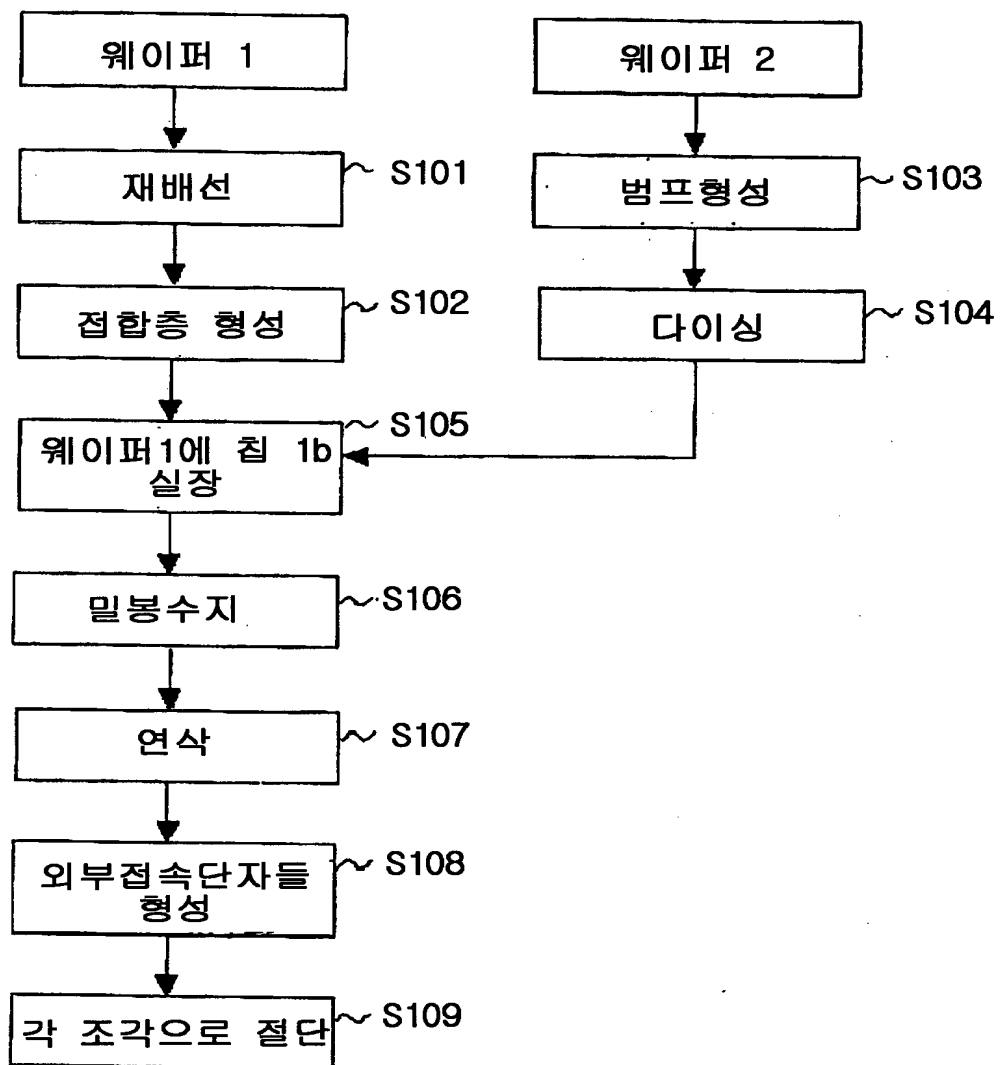 웨이퍼 1
웨이퍼 2
재배선
S101
범프형성
S103
접합층 형성
S102
다이싱
S104
웨이퍼1에 칩 1b
실장
S105
밀봉수지
S106
연삭
S107
외부접속단자들
형성
S108
각 조각으로 절단
S109